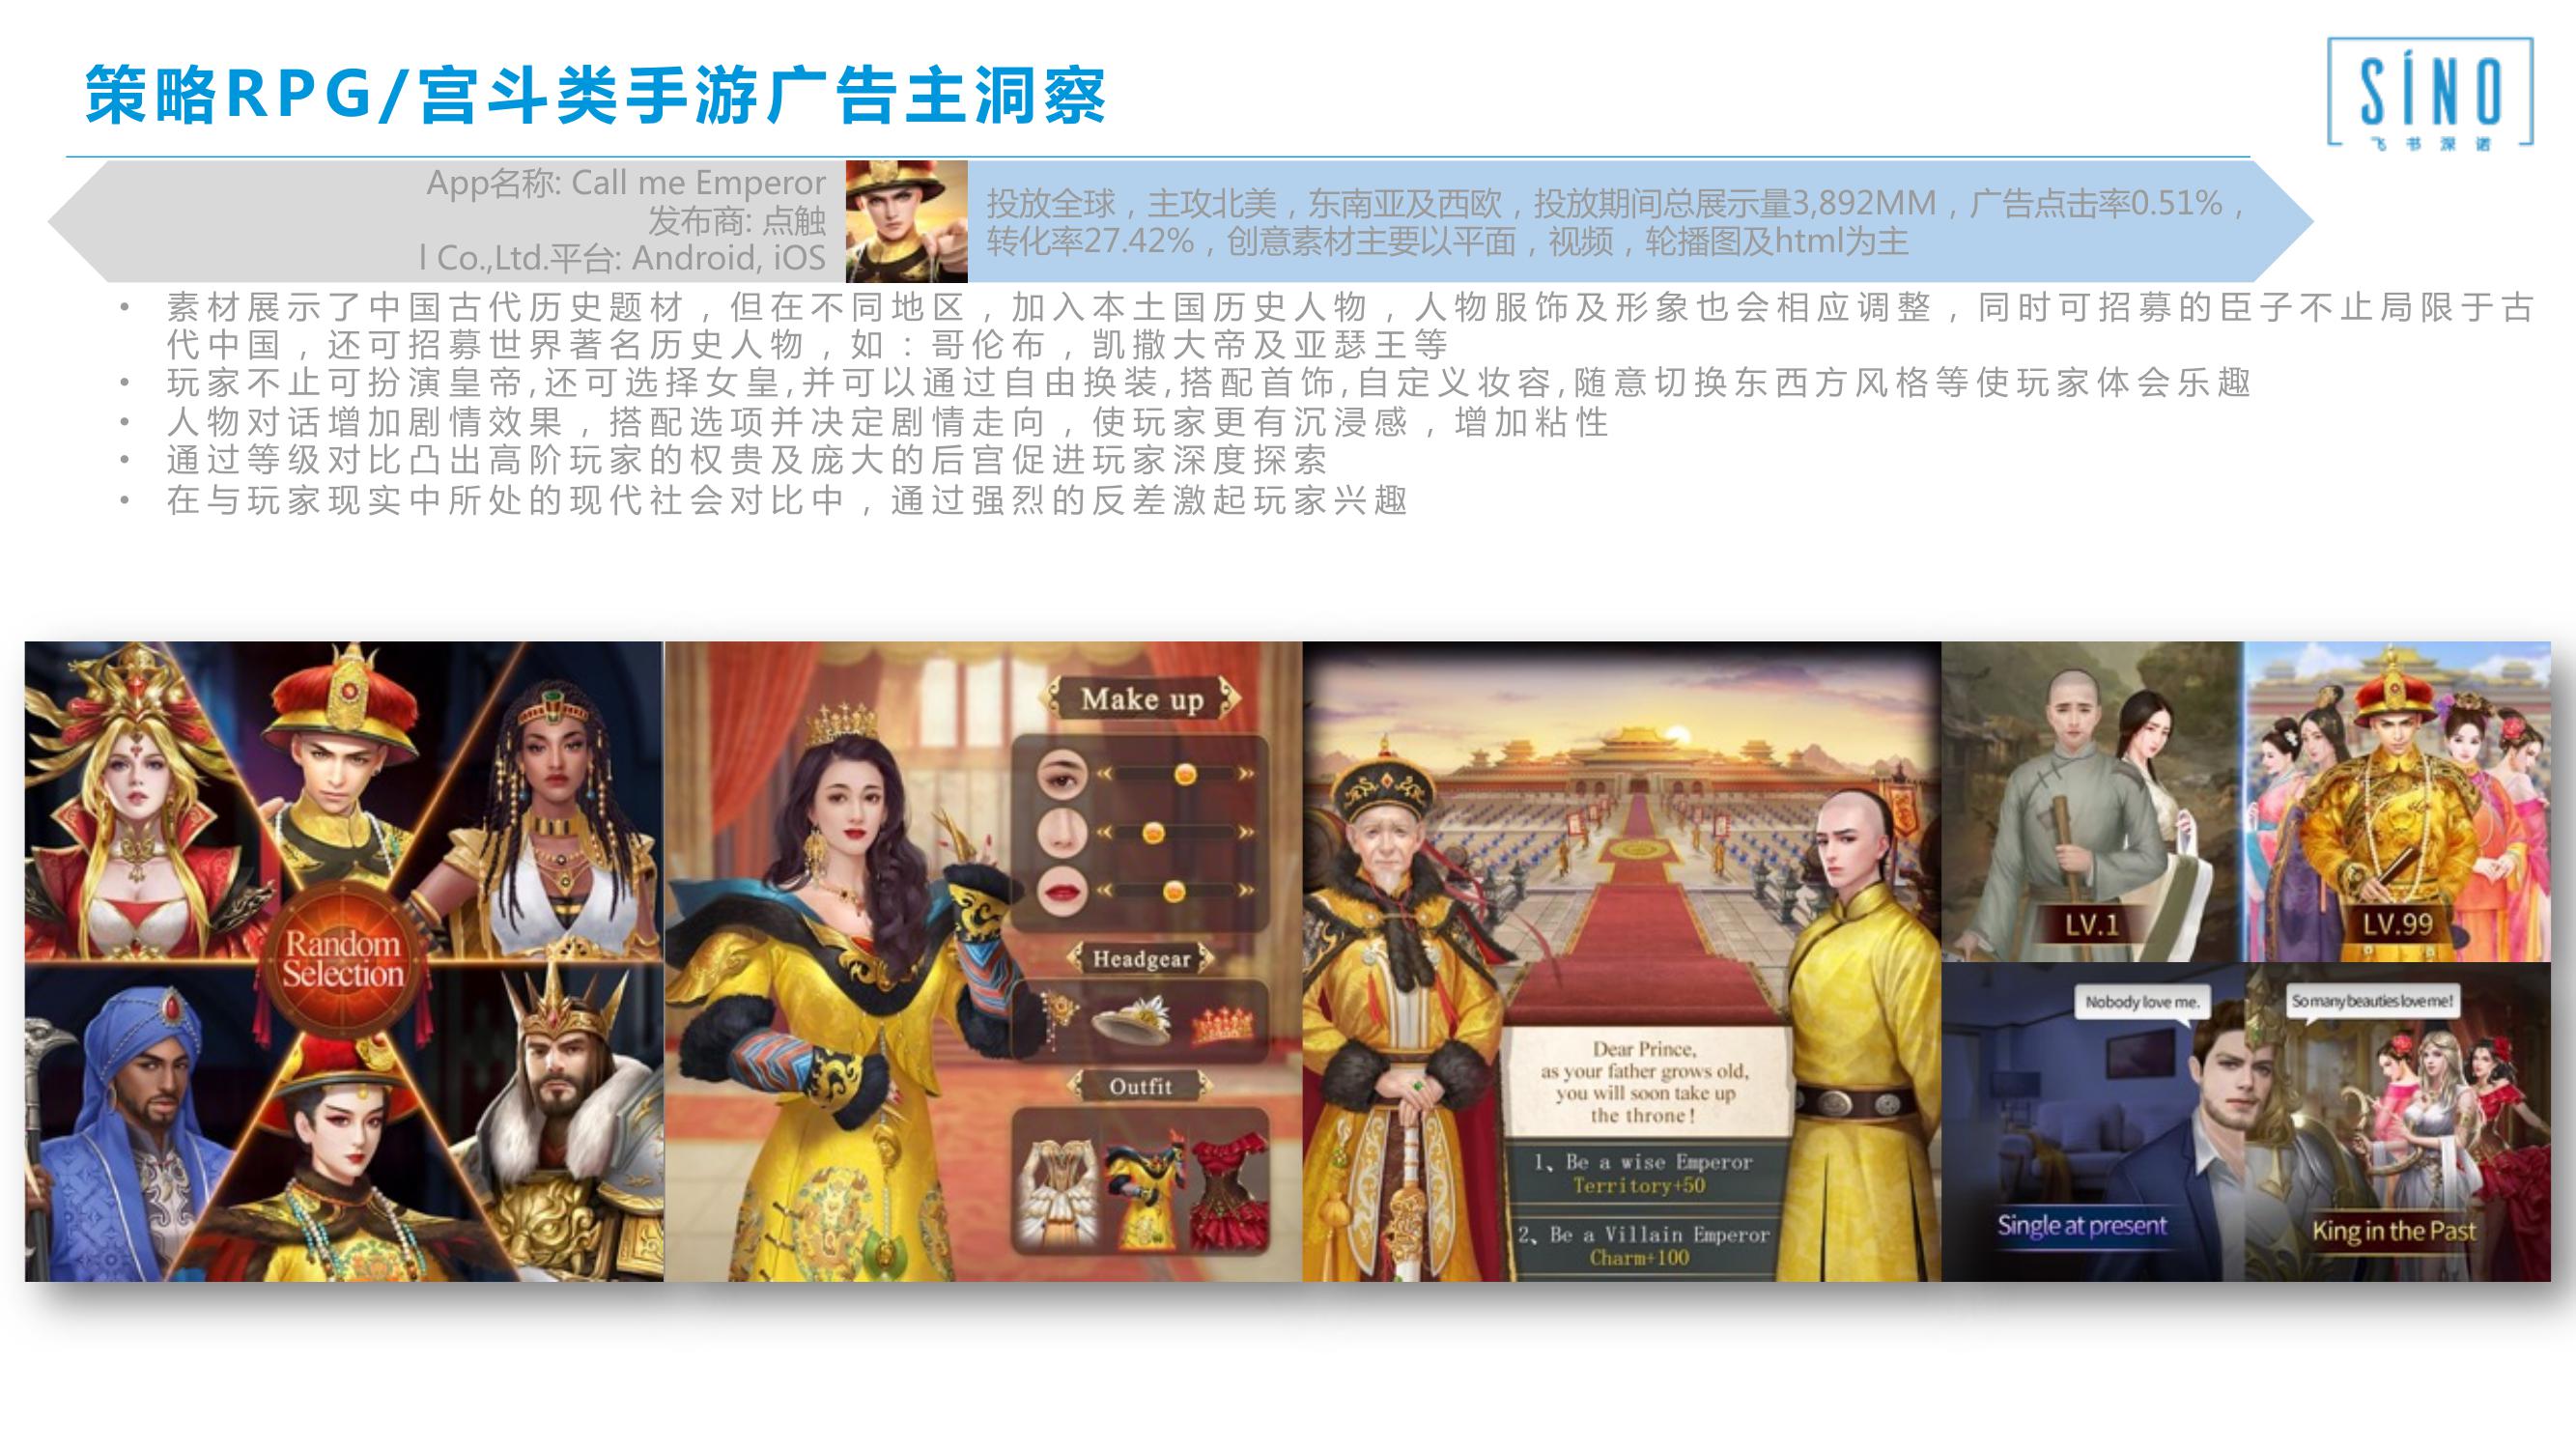 策略RPG/宫斗类手游广告主洞察
SÍNO
飞书深诺
App名称: Call me Emperor
发布商: 点触
l Co.,Ltd.平台: Android, iOS
投放全球，主攻北美，东南亚及西欧，投放期间总展示量3,892MM，广告点击率0.51%，
转化率27.42%，创意素材主要以平面，视频，轮播图及html为主
• 素材展示了中国古代历史题材，但在不同地区，加入本土国历史人物，人物服饰及形象也会相应调整，同时可招募的臣子不止局限于古
代中国，还可招募世界著名历史人物，如：哥伦布，凯撒大帝及亚瑟王等
• 玩家不止可扮演皇帝,还可选择女皇,并可以通过自由换装,搭配首饰,自定义妆容,随意切换东西方风格等使玩家体会乐趣
• 人物对话增加剧情效果，搭配选项并决定剧情走向，使玩家更有沉浸感，增加粘性
• 通过等级对比凸出高阶玩家的权贵及庞大的后宫促进玩家深度探索
• 在与玩家现实中所处的现代社会对比中，通过强烈的反差激起玩家兴趣
Random
Selection
Make up
Headgear
Outfit
Dear Prince,
as your father grows old,
you will soon take up
the throne!
1、Be a wise Emperor
Territory+50
2、Be a Villain Emperor
Charm+100
LV.1
LV.99
Nobody love me.
So many beauties love me!
Single at present
King in the Past